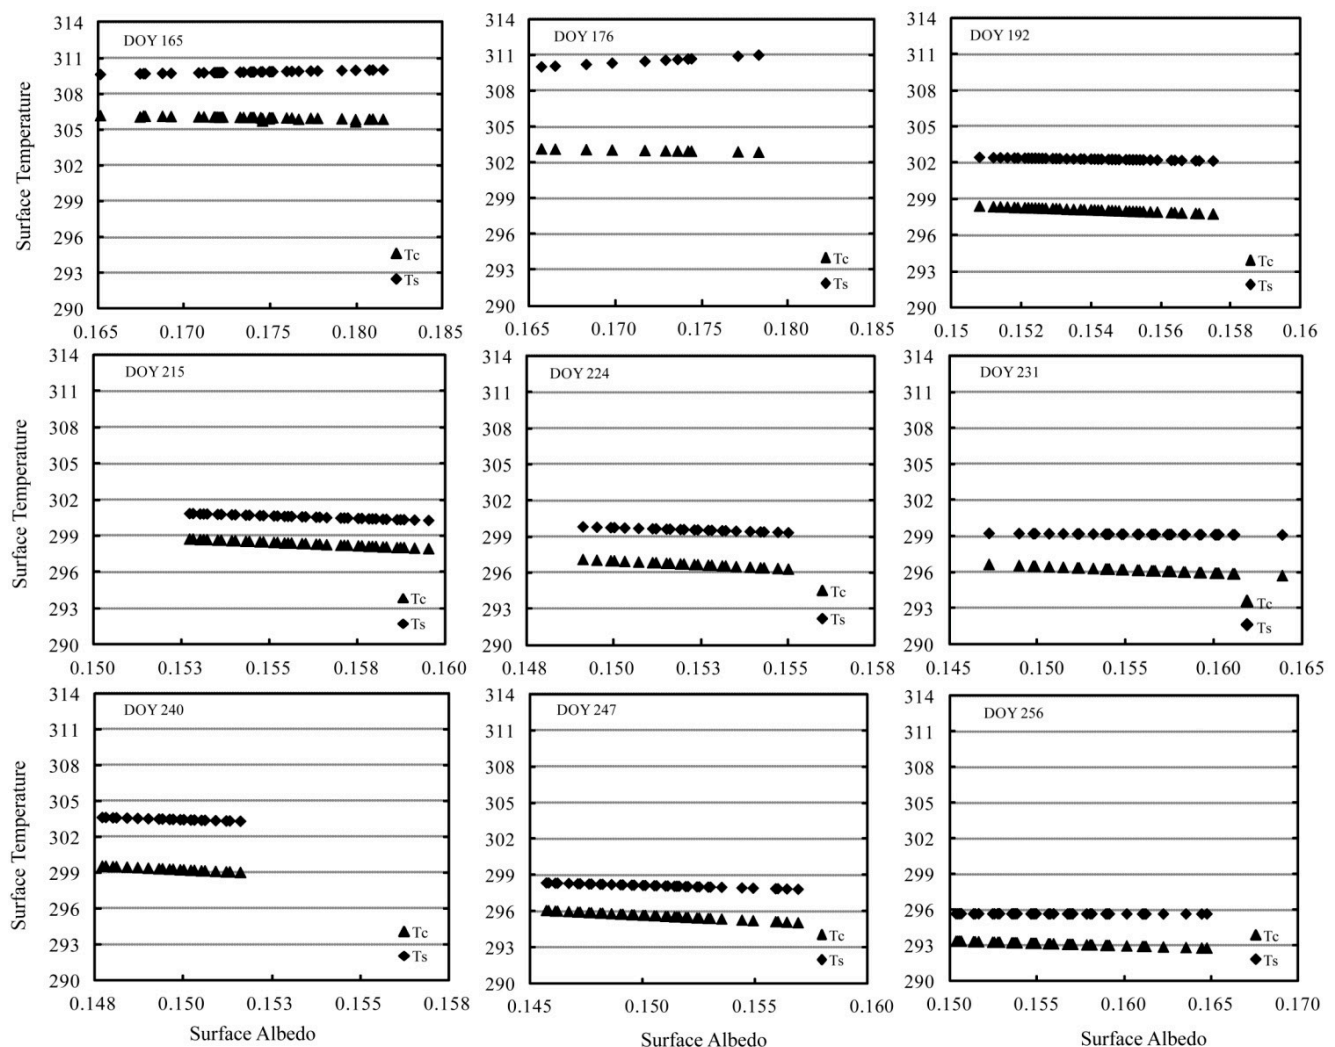 DOY 165
314
311
308
305
302
299
296
293
290
Surface Temperature
Tc
Ts
0.165 0.170 0.175 0.180 0.185
DOY 176
314
311
308
305
302
299
296
293
290
Tc
Ts
0.165 0.170 0.175 0.180 0.185
DOY 192
314
311
308
305
302
299
296
293
290
Tc
Ts
0.15 0.152 0.154 0.156 0.158 0.16
DOY 215
314
311
308
305
302
299
296
293
290
Surface Temperature
Tc
Ts
0.150 0.153 0.155 0.158 0.160
DOY 224
314
311
308
305
302
299
296
293
290
Tc
Ts
0.148 0.150 0.153 0.155 0.158
DOY 231
314
311
308
305
302
299
296
293
290
Tc
Ts
0.145 0.150 0.155 0.160 0.165
DOY 240
314
311
308
305
302
299
296
293
290
Surface Temperature
Tc
Ts
0.148 0.150 0.153 0.155 0.158
Surface Albedo
DOY 247
314
311
308
305
302
299
296
293
290
Tc
Ts
0.145 0.150 0.155 0.160
Surface Albedo
DOY 256
314
311
308
305
302
299
296
293
290
Tc
Ts
0.150 0.155 0.160 0.165 0.170
Surface Albedo